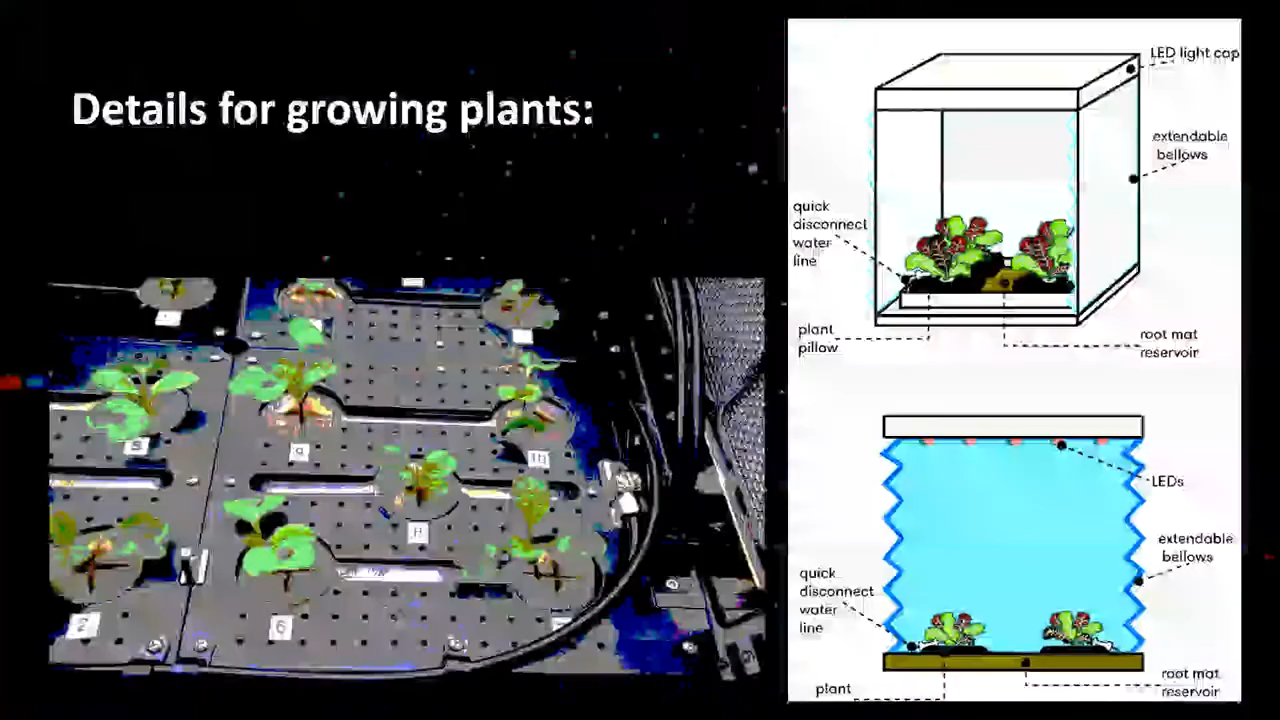 Details for growing plants:
LED light cap
extendable
bellows
quick
disconnect
water
line
plant
pillow
root mat
reservoir
9
10
8
2
6
LEDs
extendable
bellows
quick
disconnect
water
line
root mat
reservoir
plant